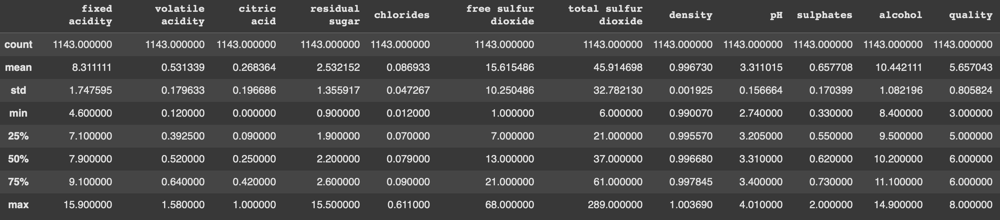 fixed acidity volatile acidity citric acid residual sugar chlorides free sulfur dioxide total sulfur dioxide density pH sulphates alcohol quality
count 1143.000000 1143.000000 1143.000000 1143.000000 1143.000000 1143.000000 1143.000000 1143.000000 1143.000000 1143.000000 1143.000000 1143.000000
mean 8.311111 0.531339 0.268364 2.532152 0.086933 15.615486 45.914698 0.996730 3.311015 0.657708 10.442111 5.657043
std 1.747595 0.179633 0.196686 1.355917 0.047267 10.250486 32.782130 0.001925 0.156664 0.170399 1.082196 0.805824
min 4.600000 0.120000 0.000000 0.900000 0.012000 1.000000 6.000000 0.990070 2.740000 0.330000 8.400000 3.000000
25% 7.100000 0.392500 0.090000 1.900000 0.070000 7.000000 21.000000 0.995570 3.205000 0.550000 9.500000 5.000000
50% 7.900000 0.520000 0.250000 2.200000 0.079000 13.000000 37.000000 0.996680 3.310000 0.620000 10.200000 6.000000
75% 9.100000 0.640000 0.420000 2.600000 0.090000 21.000000 61.000000 0.997845 3.400000 0.730000 11.100000 6.000000
max 15.900000 1.580000 1.000000 15.500000 0.611000 68.000000 289.000000 1.003690 4.010000 2.000000 14.900000 8.000000